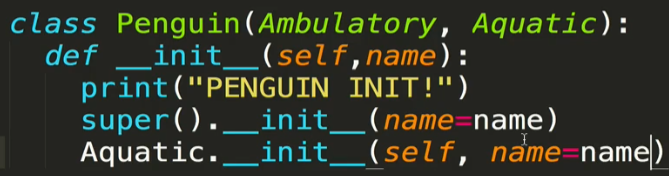 class Penguin(Ambulatory, Aquatic):
def __init__(self,name):
print("PENGUIN INIT!")
super().__init__(name=name)
Aquatic.__init__(self, name=name)